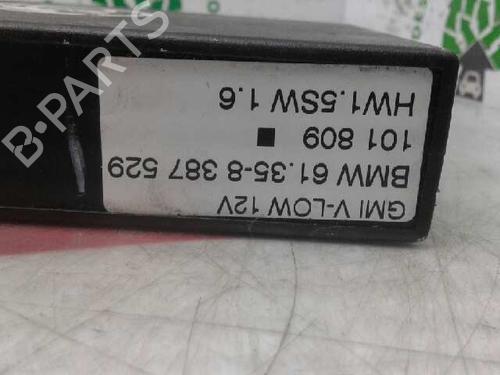 GMI V-LOW 12V
BMW 61.35-8 387 529
101 809 ■
HW1.5SW 1.6
B-PARTS